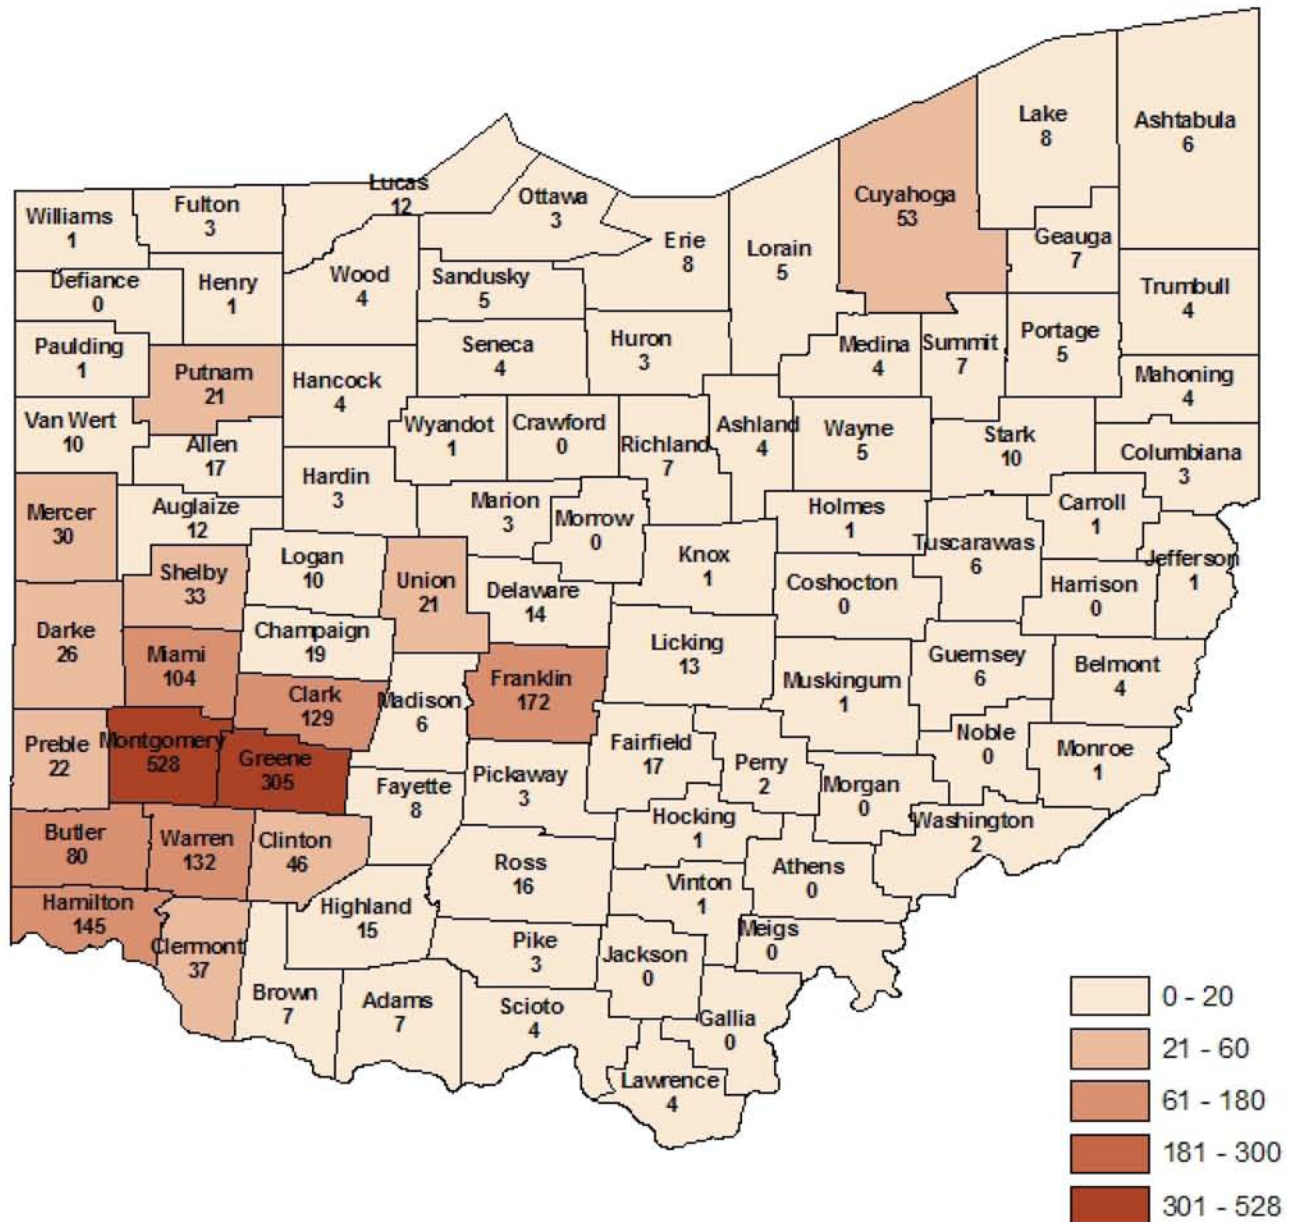 Lake
8
Ashtabula
6
Cuyahoga
53
Lucas
12
Ottawa
3
Williams
1
Fulton
3
Erie
8
Lorain
5
Geauga
7
Defiance
0
Henry
1
Wood
4
Sandusky
5
Trumbull
4
Paulding
1
Putnam
21
Hancock
4
Seneca
4
Huron
3
Medina
4
Summit
7
Portage
5
Mahoning
4
Van Wert
10
Allen
17
Wyandot
1
Crawford
0
Richland
7
Ashland
4
Wayne
5
Stark
10
Columbiana
3
Mercer
30
Auglaize
12
Hardin
3
Marion
3
Morrow
0
Holmes
1
Carroll
1
Tuscarawas
6
Jefferson
1
Shelby
33
Logan
10
Union
21
Delaware
14
Knox
1
Coshocton
0
Harrison
0
Darke
26
Miami
104
Champaign
19
Licking
13
Guernsey
6
Belmont
4
Clark
129
Madison
6
Franklin
172
Muskingum
1
Preble
22
Montgomery
528
Greene
305
Fairfield
17
Perry
2
Noble
0
Monroe
1
Fayette
8
Pickaway
3
Morgan
0
Butler
80
Warren
132
Clinton
46
Hocking
1
Washington
2
Ross
16
Athens
0
Vinton
1
Hamilton
145
Highland
15
Clermont
37
Pike
3
Jackson
0
Meigs
0
Brown
7
Adams
7
Scioto
4
Gallia
0
Lawrence
4
0 - 20
21 - 60
61 - 180
181 - 300
301 - 528